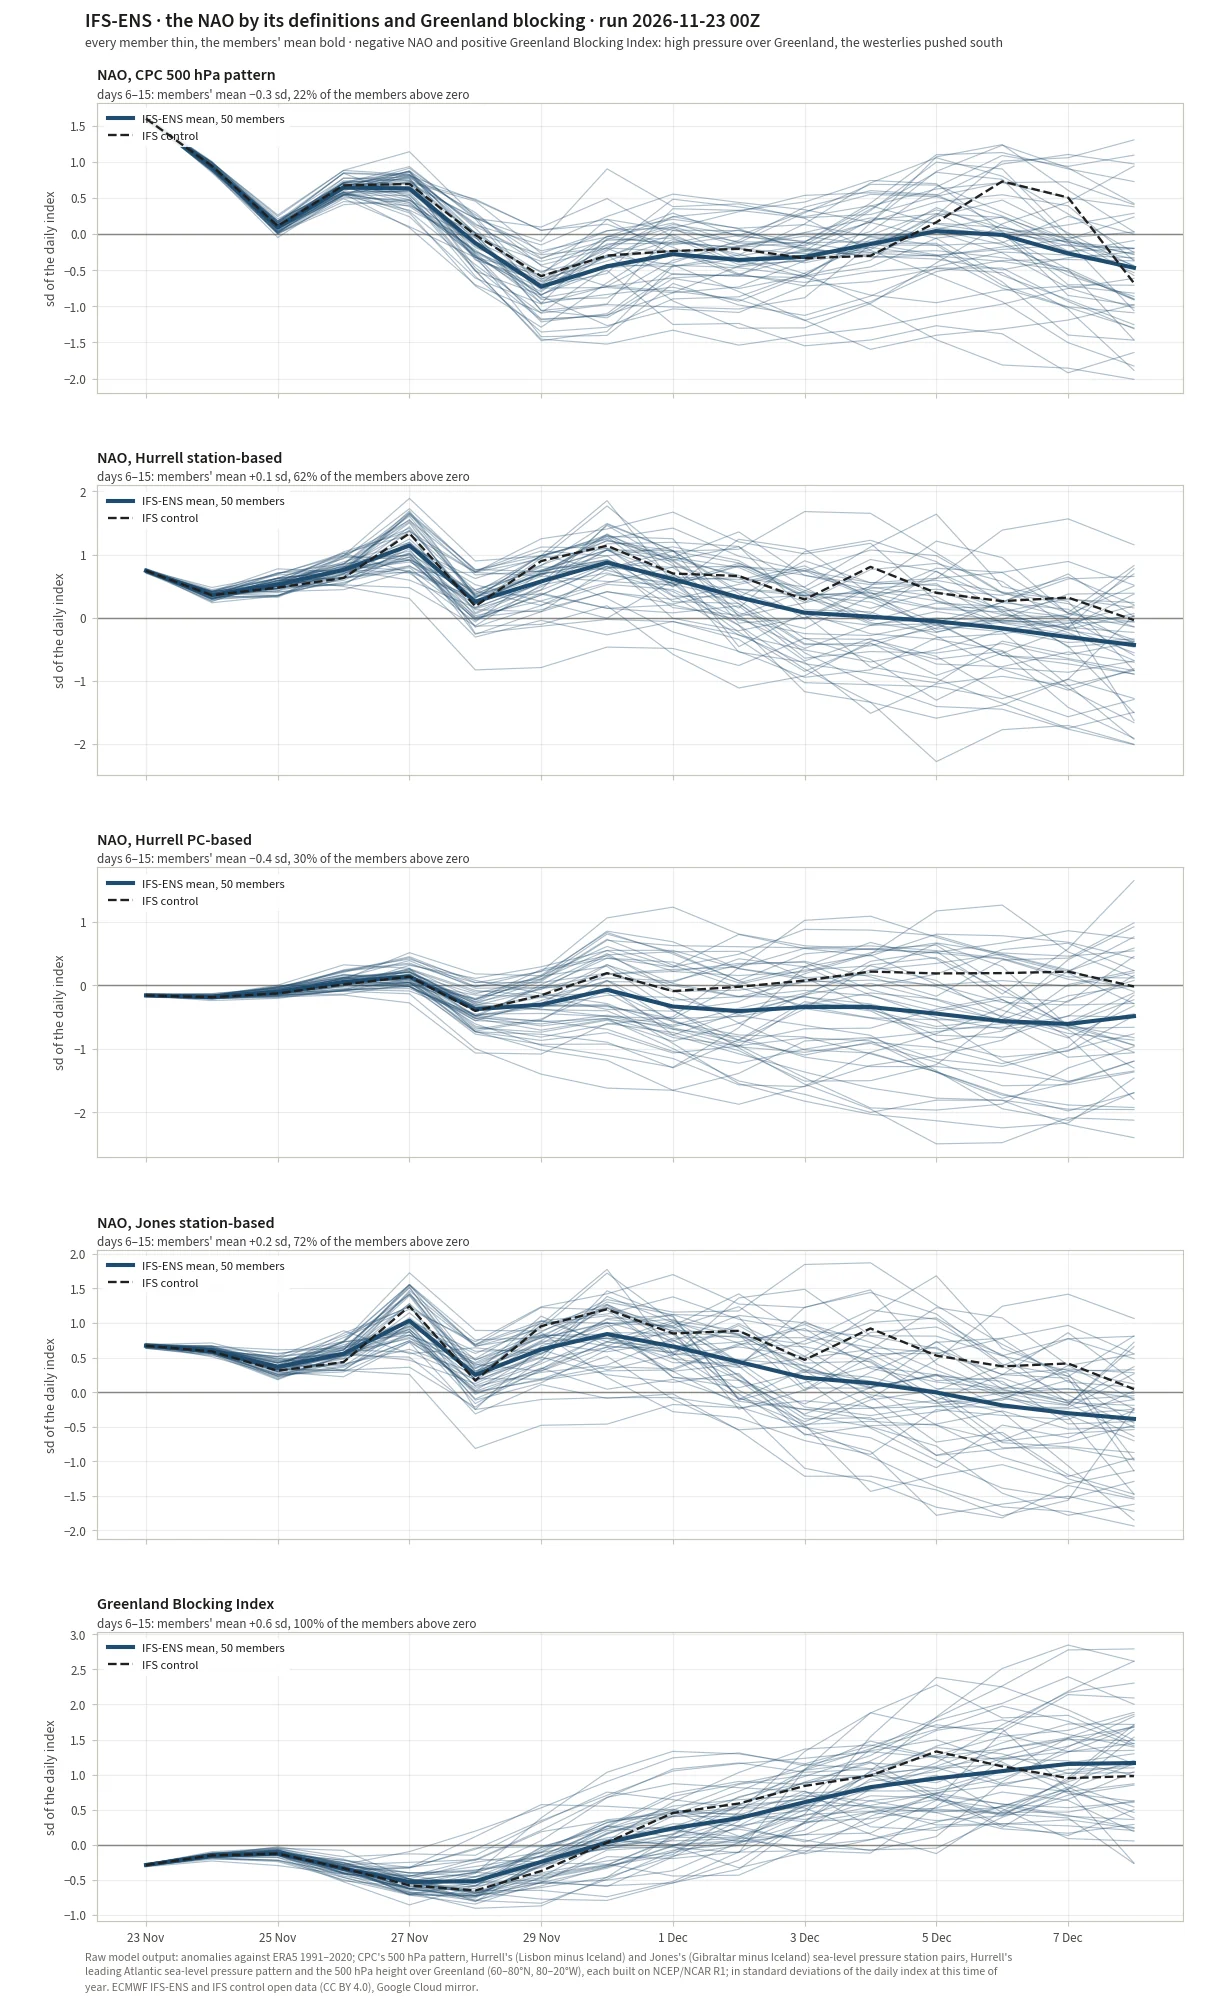 IFS-ENS · the NAO by its definitions and Greenland blocking · run 2026-11-23 00Z
every member thin, the members' mean bold · negative NAO and positive Greenland Blocking Index: high pressure over Greenland, the westerlies pushed south
NAO, CPC 500 hPa pattern
days 6–15: members' mean −0.3 sd, 22% of the members above zero
IFS-ENS mean, 50 members
IFS control
sd of the daily index
1.5
1.0
0.5
0.0
−0.5
−1.0
−1.5
−2.0
NAO, Hurrell station-based
days 6–15: members' mean +0.1 sd, 62% of the members above zero
IFS-ENS mean, 50 members
IFS control
sd of the daily index
2
1
0
−1
−2
NAO, Hurrell PC-based
days 6–15: members' mean −0.4 sd, 30% of the members above zero
IFS-ENS mean, 50 members
IFS control
sd of the daily index
1
0
−1
−2
NAO, Jones station-based
days 6–15: members' mean +0.2 sd, 72% of the members above zero
IFS-ENS mean, 50 members
IFS control
sd of the daily index
2.0
1.5
1.0
0.5
0.0
−0.5
−1.0
−1.5
−2.0
Greenland Blocking Index
days 6–15: members' mean +0.6 sd, 100% of the members above zero
IFS-ENS mean, 50 members
IFS control
sd of the daily index
3.0
2.5
2.0
1.5
1.0
0.5
0.0
−0.5
−1.0
23 Nov 25 Nov 27 Nov 29 Nov 1 Dec 3 Dec 5 Dec 7 Dec
Raw model output: anomalies against ERA5 1991–2020; CPC's 500 hPa pattern, Hurrell's (Lisbon minus Iceland) and Jones's (Gibraltar minus Iceland) sea-level pressure station pairs, Hurrell's
leading Atlantic sea-level pressure pattern and the 500 hPa height over Greenland (60–80°N, 80–20°W), each built on NCEP/NCAR R1; in standard deviations of the daily index at this time of
year. ECMWF IFS-ENS and IFS control open data (CC BY 4.0), Google Cloud mirror.